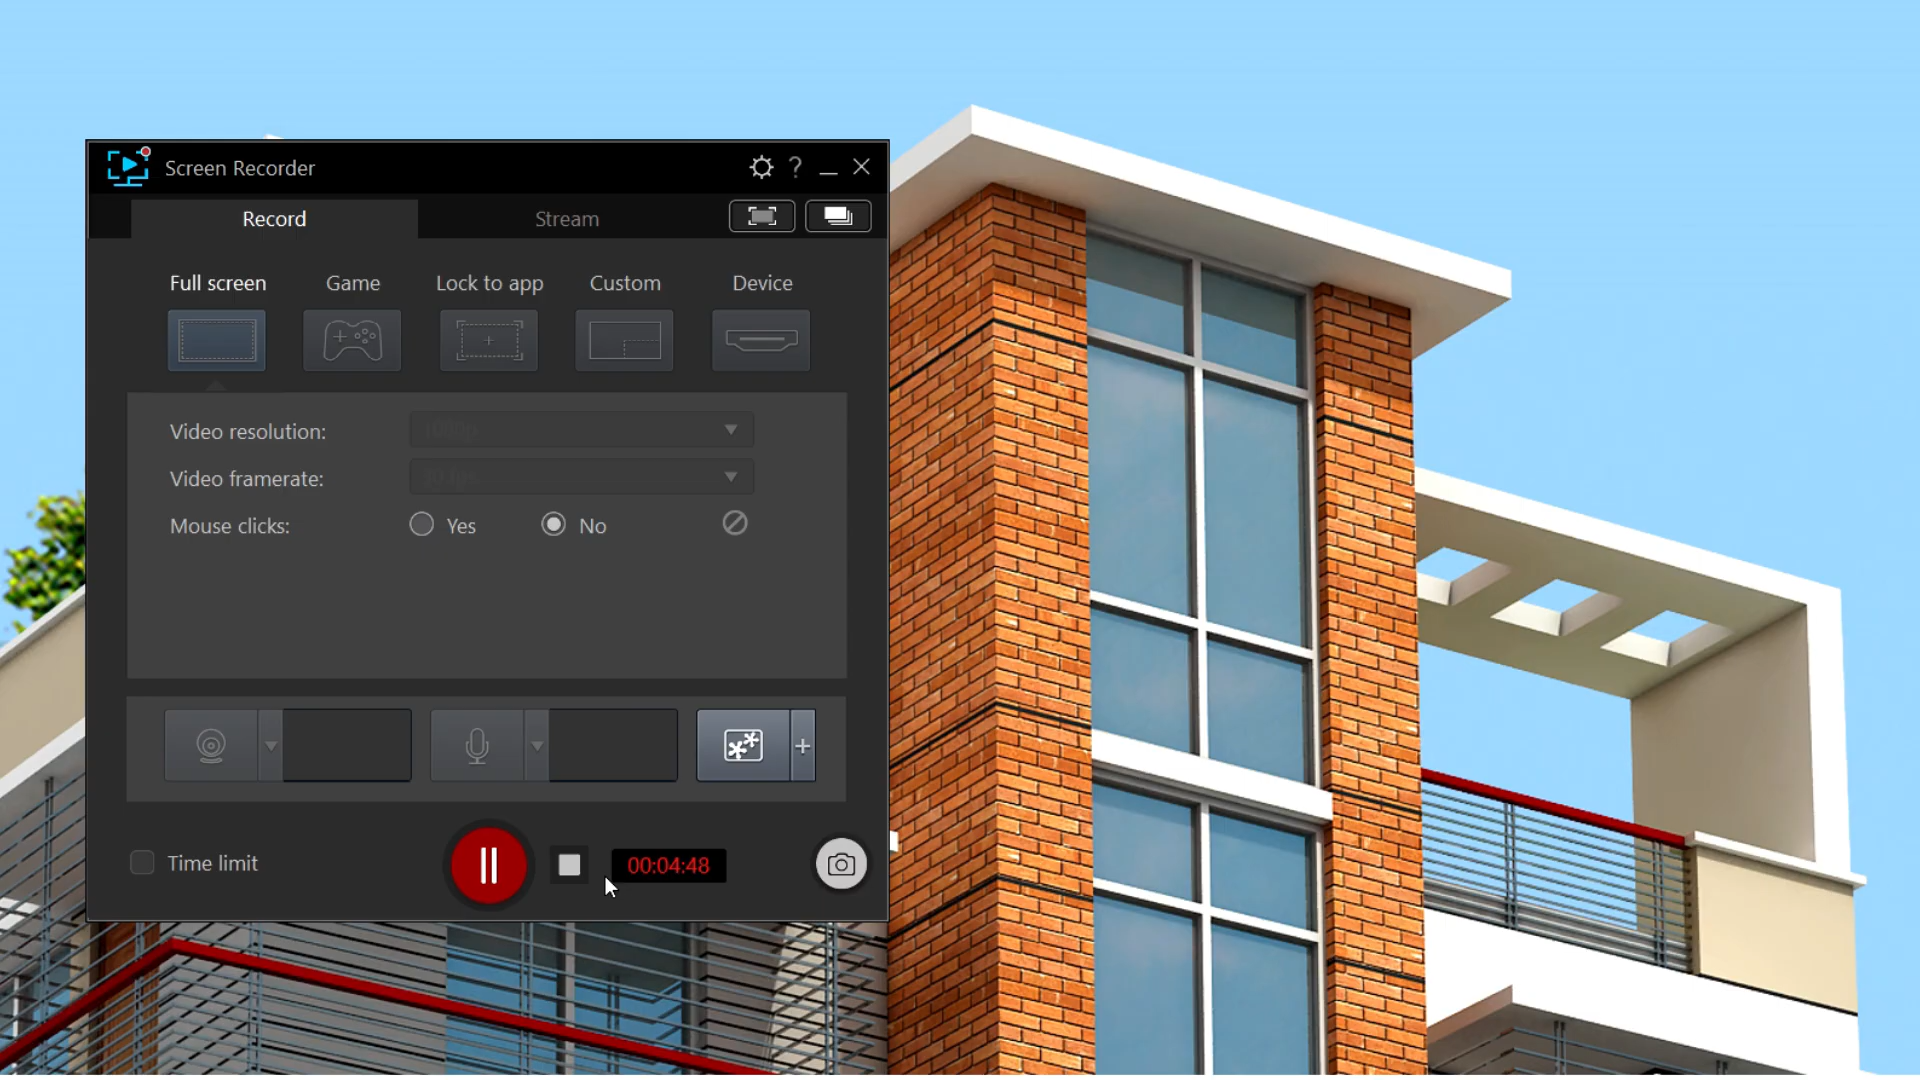 Screen Recorder
Record
Stream
Full screen
Game
Lock to app
Custom
Device
Video resolution:
Video framerate:
Mouse clicks:
Yes
No
Time limit
00:04:48